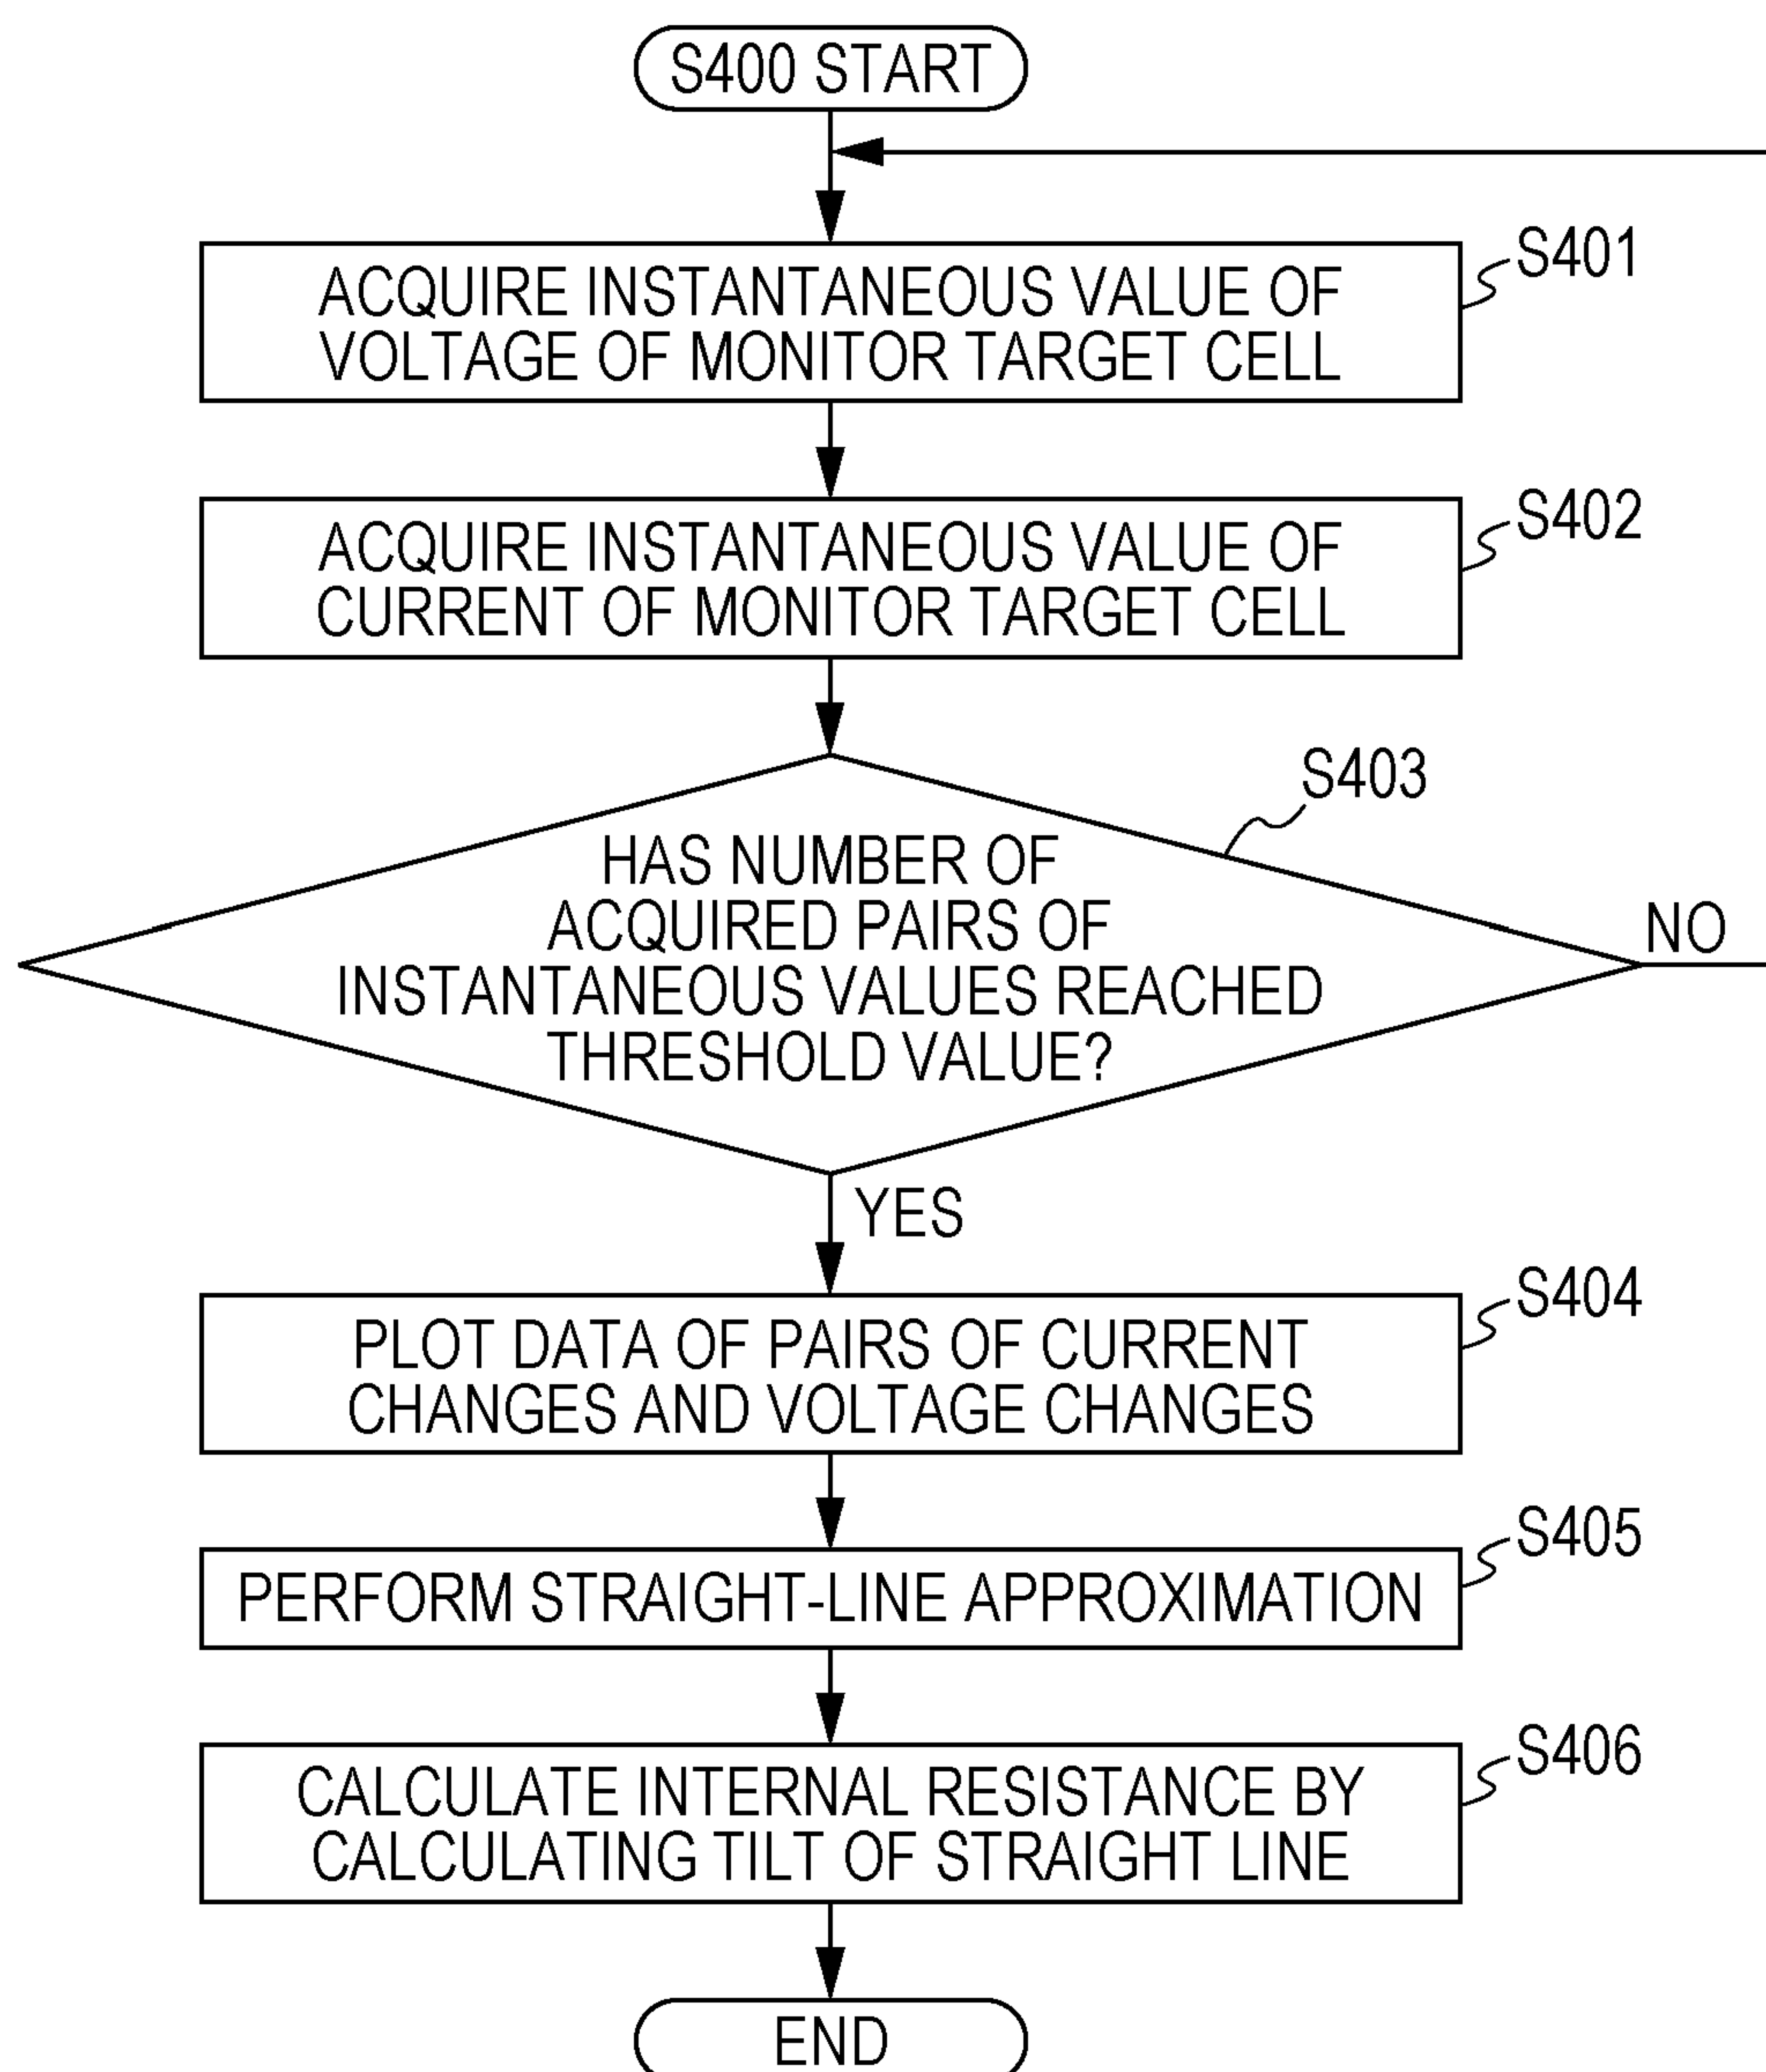 S400 START
S401
ACQUIRE INSTANTANEOUS VALUE OF
VOLTAGE OF MONITOR TARGET CELL
S402
ACQUIRE INSTANTANEOUS VALUE OF
CURRENT OF MONITOR TARGET CELL
S403
HAS NUMBER OF
ACQUIRED PAIRS OF
INSTANTANEOUS VALUES REACHED
THRESHOLD VALUE?
NO
YES
S404
PLOT DATA OF PAIRS OF CURRENT
CHANGES AND VOLTAGE CHANGES
S405
PERFORM STRAIGHT-LINE APPROXIMATION
S406
CALCULATE INTERNAL RESISTANCE BY
CALCULATING TILT OF STRAIGHT LINE
END